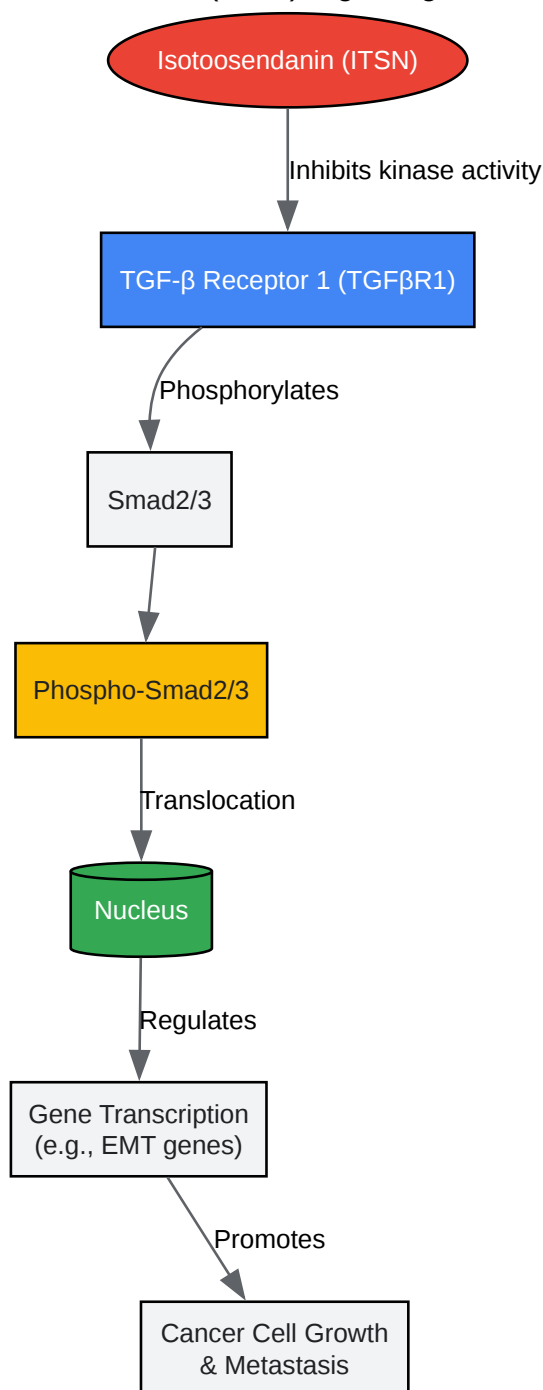 Isotoosendanin (ITSN)
Inhibits kinase activity
TGF-β Receptor 1 (TGFβR1)
Phosphorylates
Smad2/3
Phospho-Smad2/3
Translocation
Nucleus
Regulates
Gene Transcription
(e.g., EMT genes)
Promotes
Cancer Cell Growth
& Metastasis